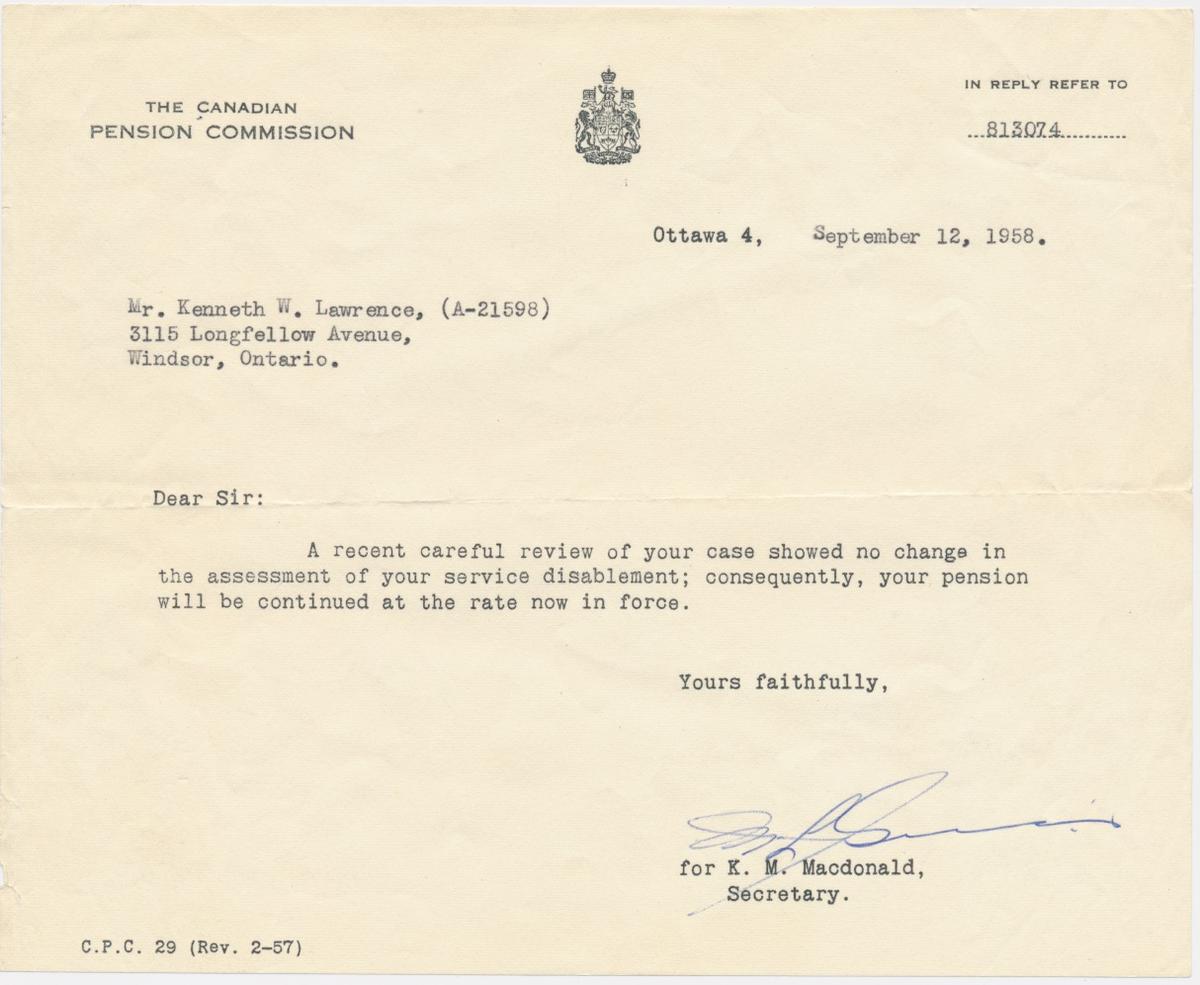 THE CANADIAN
PENSION COMMISSION
IN REPLY REFER TO
813074
Ottawa 4, September 12, 1958.
Mr. Kenneth W. Lawrence, (A-21598)
3115 Longfellow Avenue,
Windsor, Ontario.
Dear Sir:
A recent careful review of your case showed no change in
the assessment of your service disablement; consequently, your pension
will be continued at the rate now in force.
Yours faithfully,
for K. M. Macdonald,
Secretary.
C.P.C. 29 (Rev. 2-57)